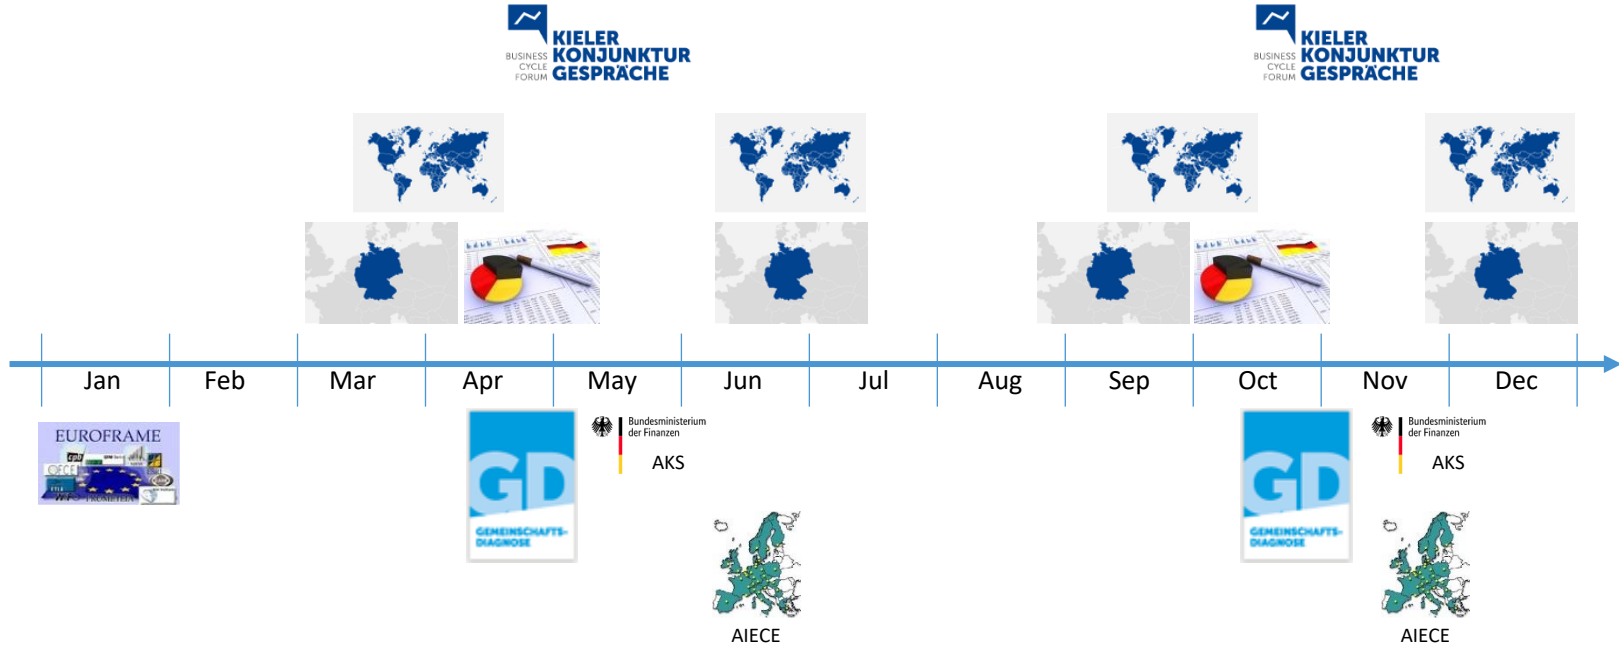 KIELER
KONJUNKTUR
GESPRÄCHE
BUSINESS
CYCLE
FORUM
KIELER
KONJUNKTUR
GESPRÄCHE
BUSINESS
CYCLE
FORUM
Jan Feb Mar Apr May Jun Jul Aug Sep Oct Nov Dec
EUROFRAME
OFCE
PROMETEIA
GD
GEMEINSCHAFTS-
DIAGNOSE
Bundesministerium
der Finanzen
AKS
AIECE
GD
GEMEINSCHAFTS-
DIAGNOSE
Bundesministerium
der Finanzen
AKS
AIECE